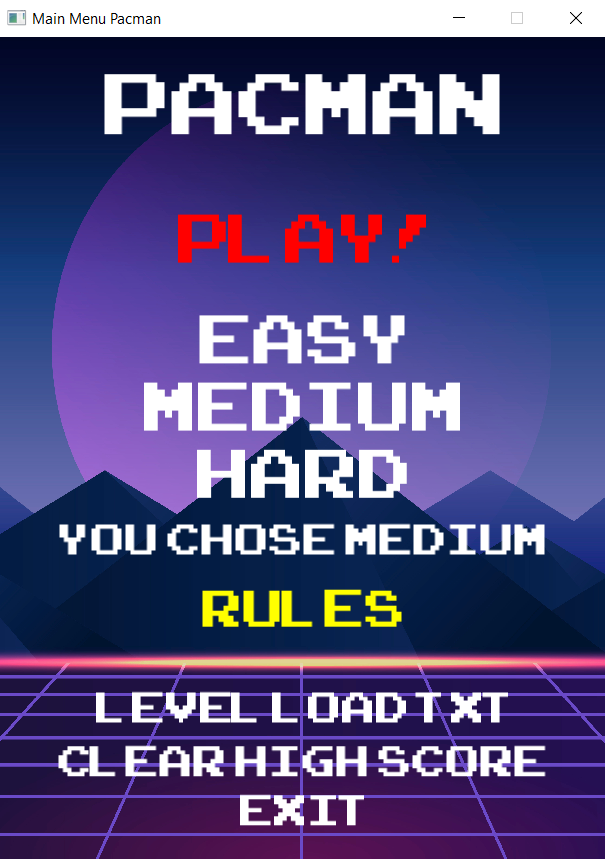 Main Menu Pacman
PACMAN
PLAY!
EASY
MEDIUM
HARD
YOU CHOSE MEDIUM
RULES
LEVEL LOAD TXT
CLEAR HIGH SCORE
EXIT